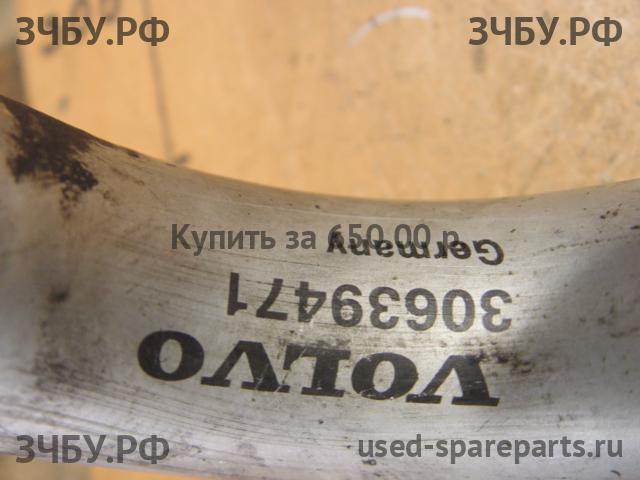 ЗЧБУ.РФ
ЗЧБУ.РФ
Купить за 650,00 р.
VOLVO
30639471
Germany
ЗЧБУ.РФ
used-spareparts.ru